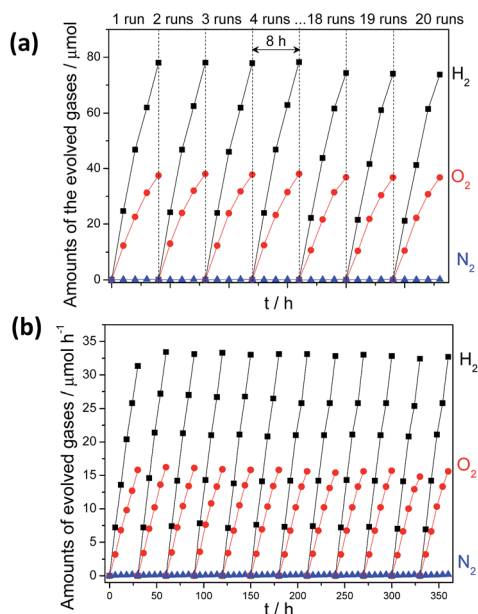 (a)
1 run 2 runs 3 runs 4 runs ...18 runs 19 runs 20 runs
8 h
Amounts of the evolved gases / μmol
80
60
40
20
0
H2
O2
N2
t / h
(b)
Amounts of evolved gases / μmol h⁻¹
35
30
25
20
15
10
5
0
H2
O2
N2
0 50 100 150 200 250 300 350
t / h